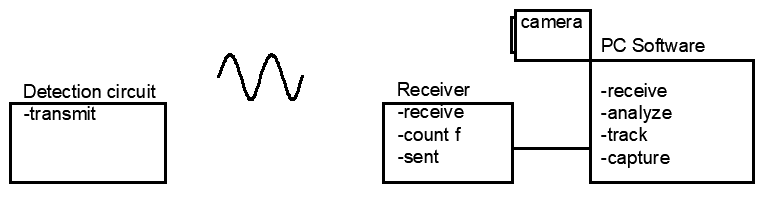 camera
PC Software
Detection circuit
-transmit
Receiver
-receive
-count f
-sent
-receive
-analyze
-track
-capture